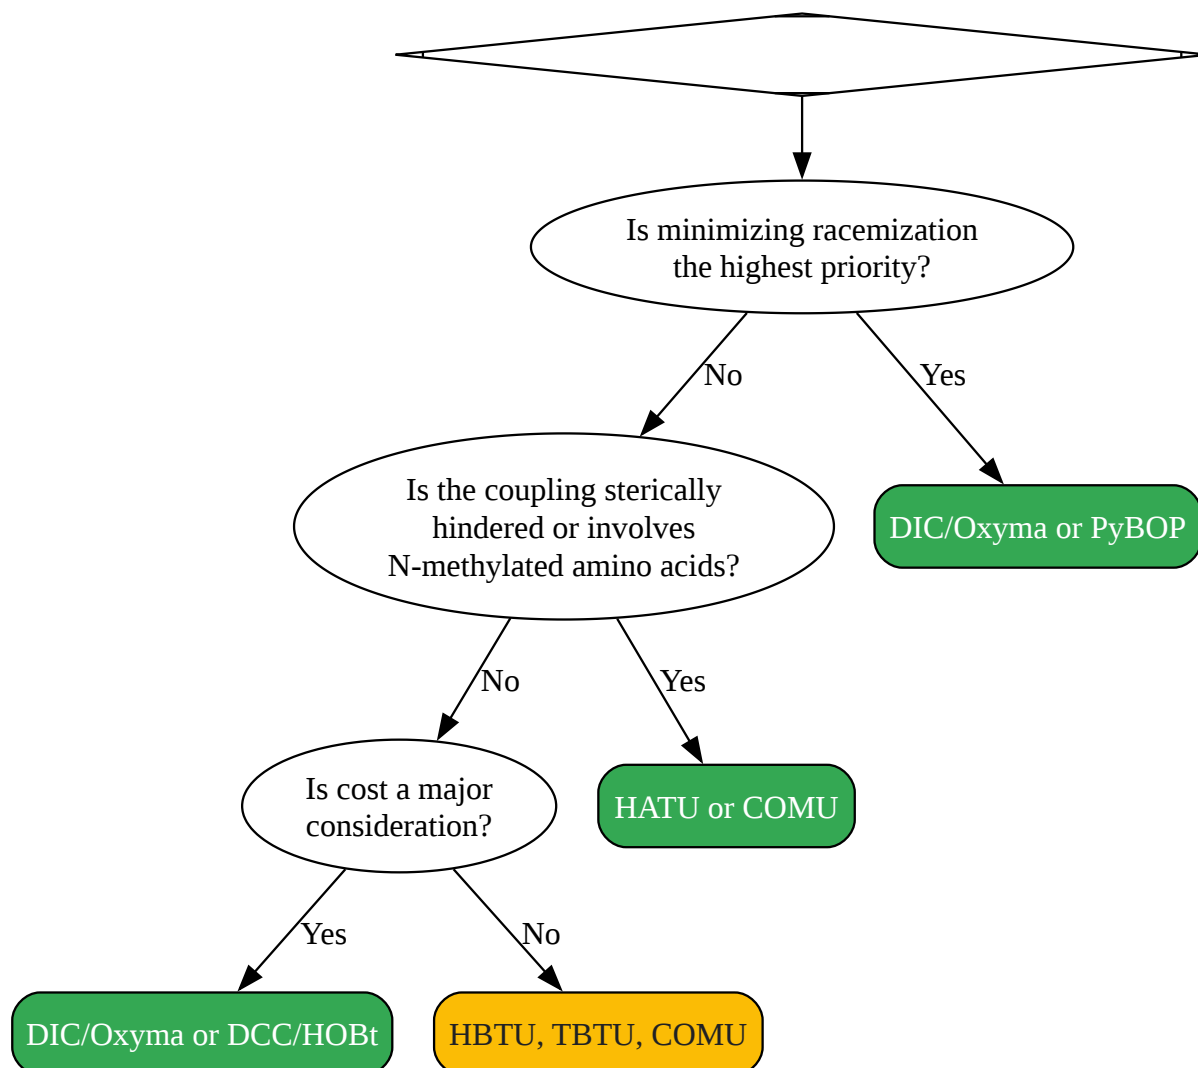 Is minimizing racemization
the highest priority?
No
Yes
Is the coupling sterically
hindered or involves
N-methylated amino acids?
DIC/Oxyma or PyBOP
No
Yes
Is cost a major
consideration?
HATU or COMU
Yes
No
DIC/Oxyma or DCC/HOBt
HBTU, TBTU, COMU